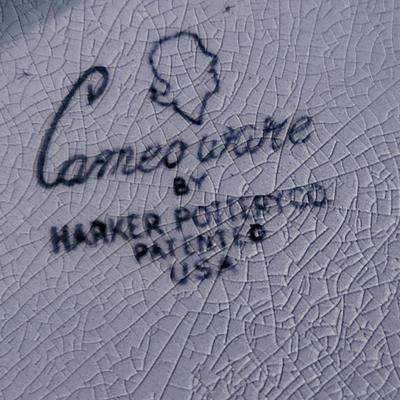 Cameoware
BY
HARKER POTTERY CO.
PATENTED
USA